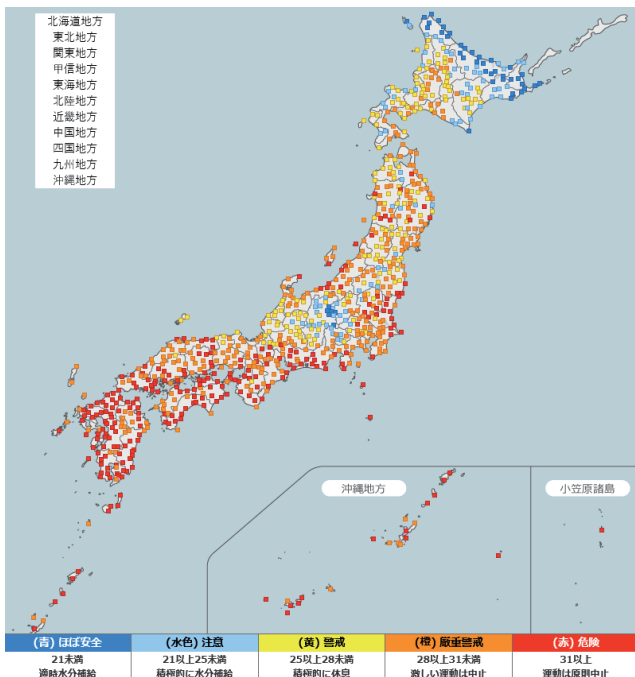 北海道地方
東北地方
関東地方
甲信地方
東海地方
北陸地方
近畿地方
中国地方
四国地方
九州地方
沖縄地方
沖縄地方
小笠原諸島
(青) ほぼ安全
(水色) 注意
(黄) 警戒
(橙) 厳重警戒
(赤) 危険
21未満
21以上25未満
25以上28未満
28以上31未満
31以上
適時水分補給
積極的に水分補給
積極的に休息
激しい運動は中止
運動は原則中止